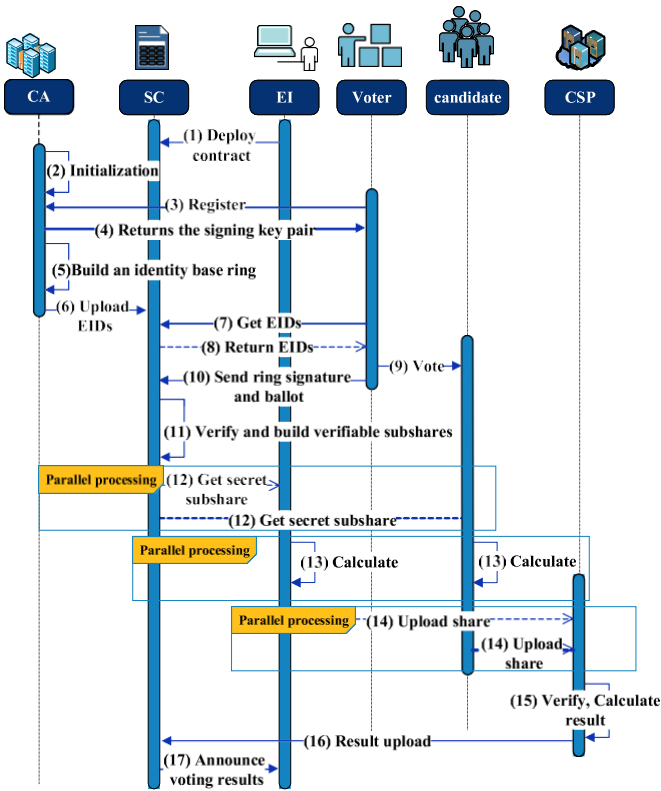 CA
SC
EI
Voter
candidate
CSP
(1) Deploy
contract
(2) Initialization
(3) Register
(4) Returns the signing key pair
(5)Build an identity base ring
(6) Upload
EIDs
(7) Get EIDs
(8) Return EIDs
(9) Vote
(10) Send ring signature
and ballot
(11) Verify and build verifiable subshares
Parallel processing
(12) Get secret
subshare
(12) Get secret subshare
Parallel processing
(13) Calculate
(13) Calculate
Parallel processing
(14) Upload share
(14) Upload
share
(15) Verify, Calculate
result
(16) Result upload
(17) Announce
voting results